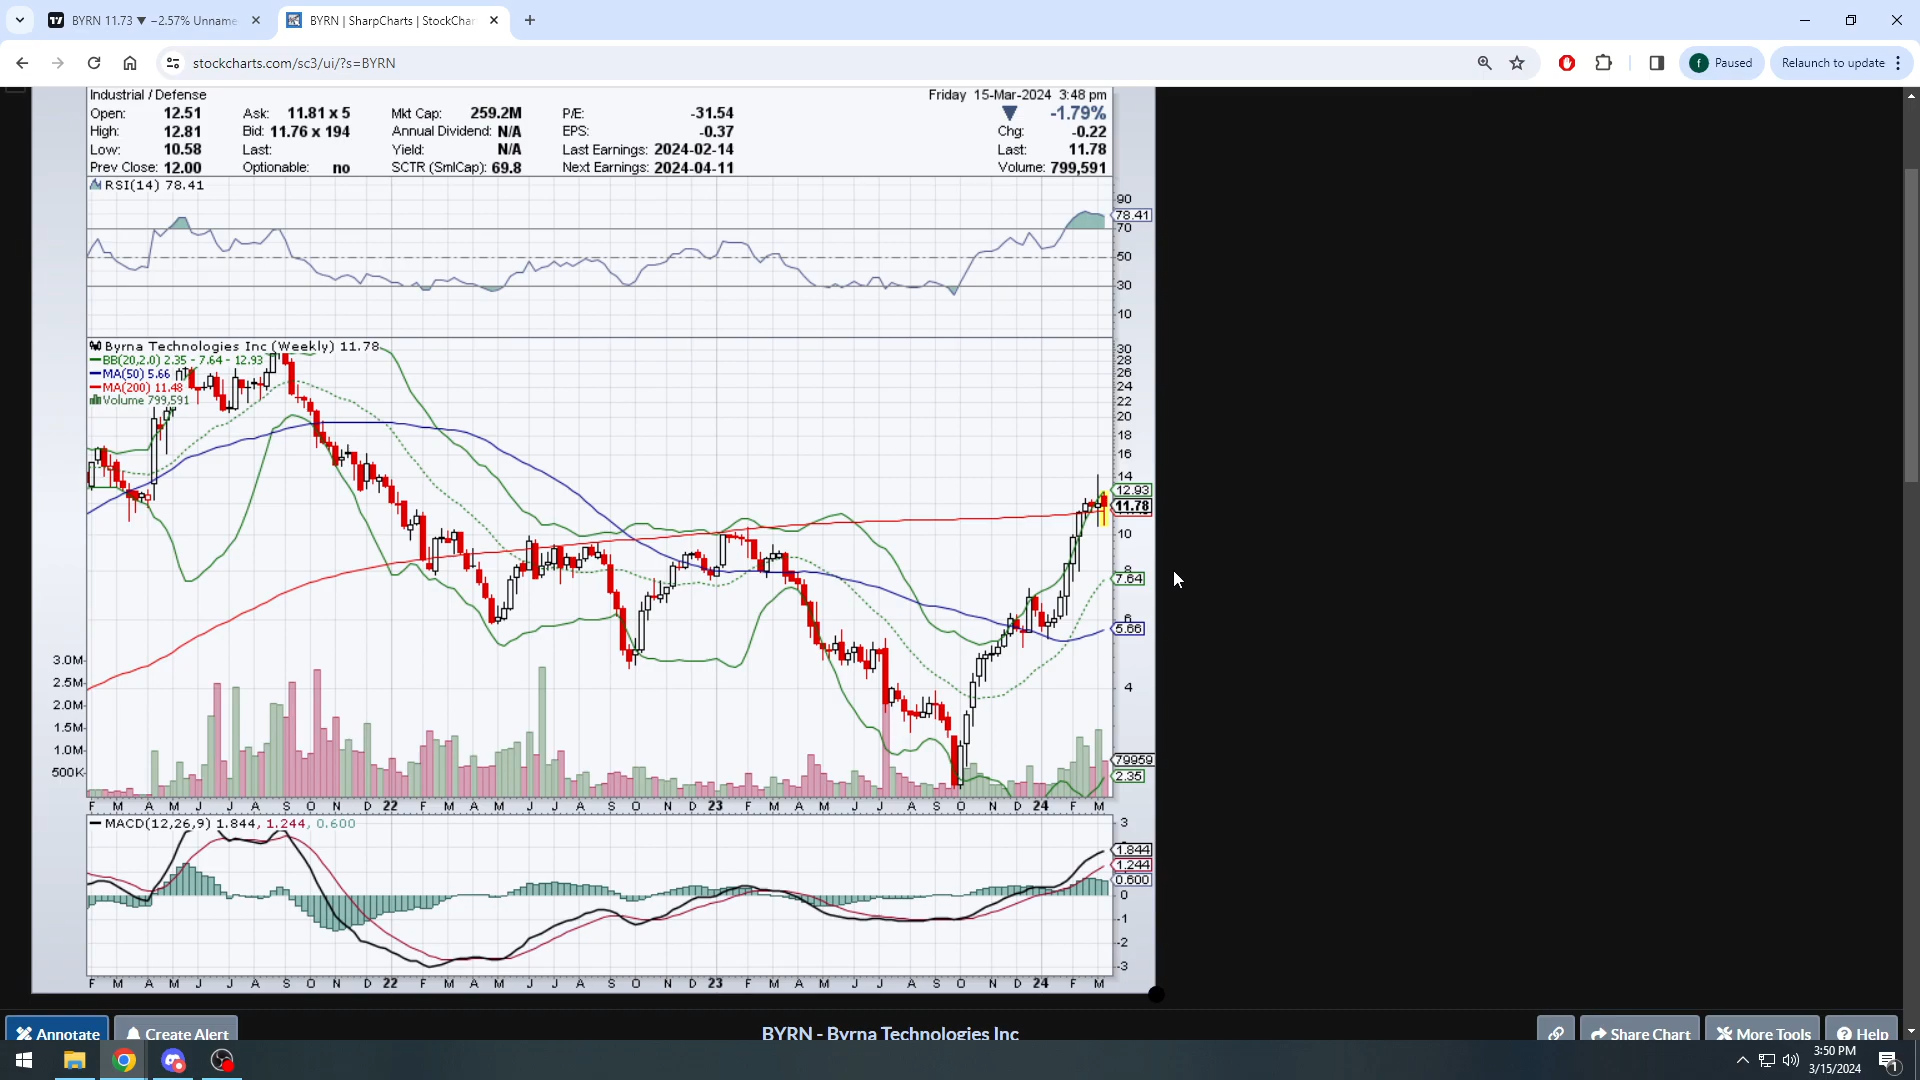 BYRN 11.73 ▼ −2.57% Unname
BYRN | SharpCharts | StockChar
stockcharts.com/sc3/ui/?s=BYRN
f Paused
Relaunch to update
Industrial / Defense
Friday 15-Mar-2024 3:48 pm
Open: 12.51 Ask: 11.81 x 5 Mkt Cap: 259.2M P/E: -31.54 ▼ -1.79%
High: 12.81 Bid: 11.76 x 194 Annual Dividend: N/A EPS: -0.37 Chg: -0.22
Low: 10.58 Last: Yield: N/A Last Earnings: 2024-02-14 Last: 11.78
Prev Close: 12.00 Optionable: no SCTR (SmlCap): 69.8 Next Earnings: 2024-04-11 Volume: 799,591
RSI(14) 78.41
90
78.41
70
50
30
10
Byrna Technologies Inc (Weekly) 11.78
BB(20,2.0) 2.35 - 7.64 - 12.93
MA(50) 5.66
MA(200) 11.48
Volume 799,591
30
28
26
24
22
20
18
16
14
12.93
11.78
10
8
7.64
6
5.66
4
79959
2.35
3.0M
2.5M
2.0M
1.5M
1.0M
500K
F M A M J J A S O N D 22 F M A M J J A S O N D 23 F M A M J J A S O N D 24 F M
MACD(12,26,9) 1.844, 1.244, 0.600
3
1.844
1.244
0.600
0
-1
-2
-3
F M A M J J A S O N D 22 F M A M J J A S O N D 23 F M A M J J A S O N D 24 F M
Annotate
Create Alert
BYRN - Byrna Technologies Inc
Share Chart
More Tools
Help
3:50 PM
3/15/2024
1